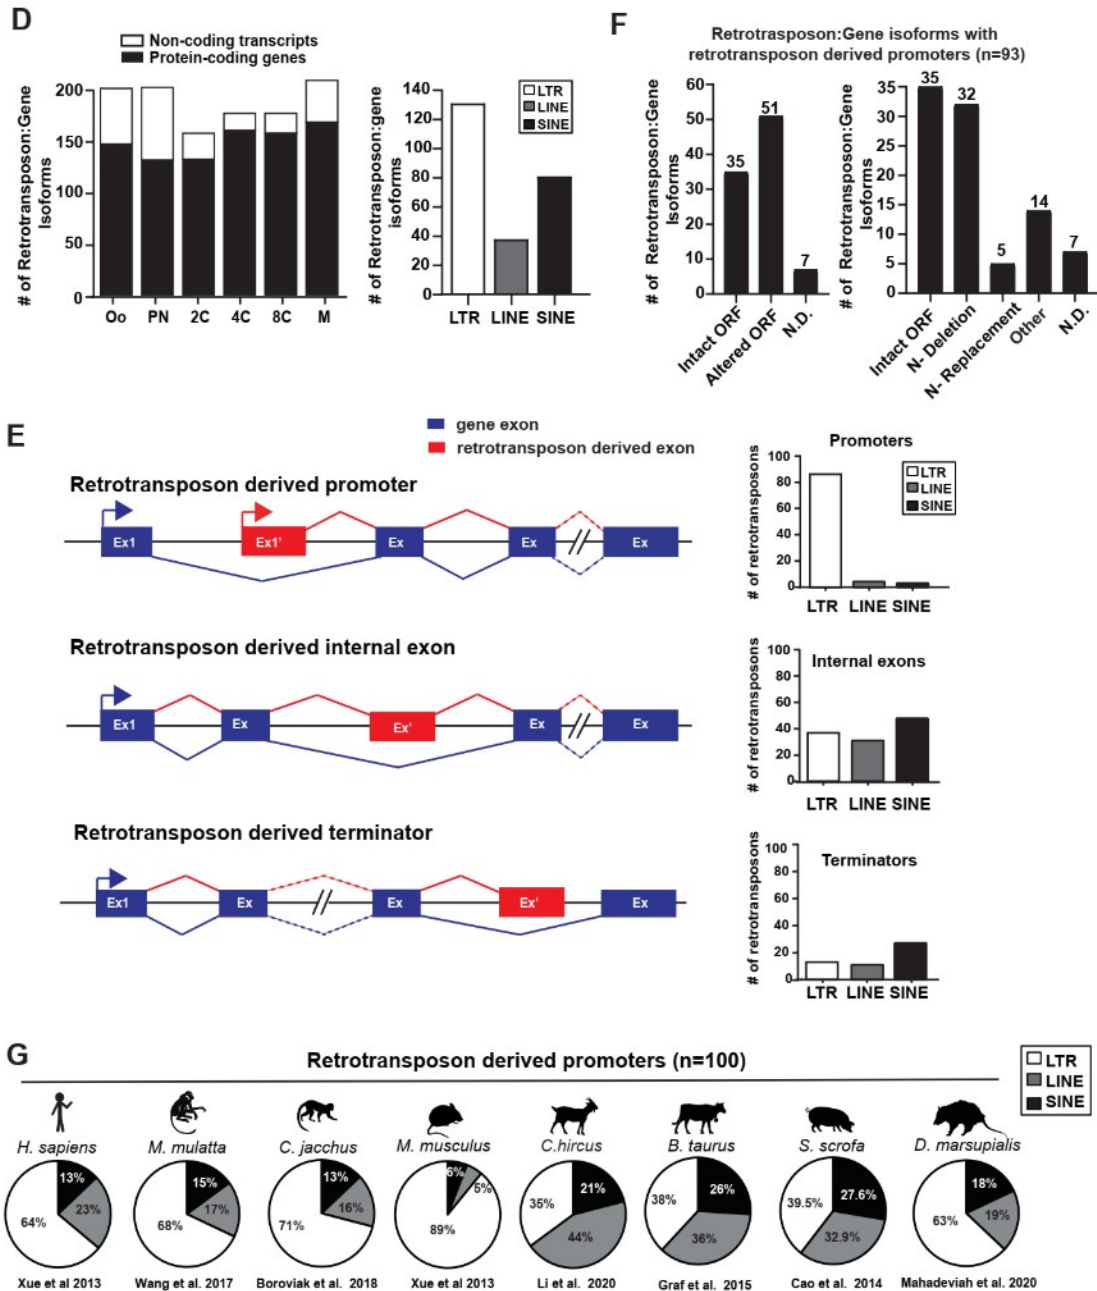 D
Non-coding transcripts
Protein-coding genes
# of Retrotransposon:Gene
Isoforms
200
150
100
50
0
Oo PN 2C 4C 8C M
# of Retrotransposon:gene
isoforms
140
120
100
80
60
40
20
0
LTR
LINE
SINE
LTR LINE SINE
F
Retrotrasposon:Gene isoforms with
retrotransposon derived promoters (n=93)
# of Retrotransposon:Gene
Isoforms
60
50
40
30
20
10
0
35
51
7
Intact ORF
Altered ORF
N.D.
# of Retrotransposon:Gene
Isoforms
35
30
25
20
15
10
5
0
35
32
5
14
7
Intact ORF
N- Deletion
N- Replacement
Other
N.D.
E
gene exon
retrotransposon derived exon
Retrotransposon derived promoter
Ex1 Ex1' Ex Ex // Ex
Promoters
# of retrotransposons
100
80
60
40
20
0
LTR
LINE
SINE
LTR LINE SINE
Retrotransposon derived internal exon
Ex1 Ex Ex' Ex // Ex
Internal exons
# of retrotransposons
100
80
60
40
20
0
LTR LINE SINE
Retrotransposon derived terminator
Ex1 Ex // Ex Ex' Ex
Terminators
# of retrotransposons
100
80
60
40
20
0
LTR LINE SINE
G
Retrotransposon derived promoters (n=100)
LTR
LINE
SINE
H. sapiens M. mulatta C. jacchus M. musculus C.hircus B. taurus S. scrofa D. marsupialis
13% 23% 64%
15% 17% 68%
13% 16% 71%
6% 5% 89%
21% 44% 35%
26% 36% 38%
27.6% 32.9% 39.5%
18% 19% 63%
Xue et al 2013 Wang et al. 2017 Boroviak et al. 2018 Xue et al 2013 Li et al. 2020 Graf et al. 2015 Cao et al. 2014 Mahadeviah et al. 2020